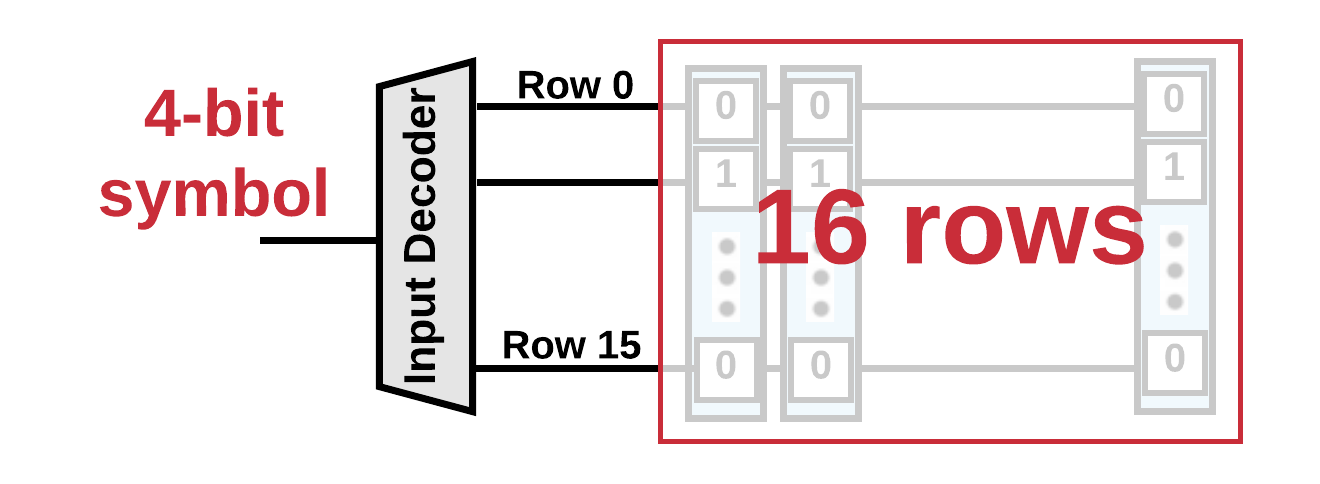 4-bit
symbol
Input Decoder
Row 0
Row 15
0 0 0
1 1 1
16 rows
0 0 0